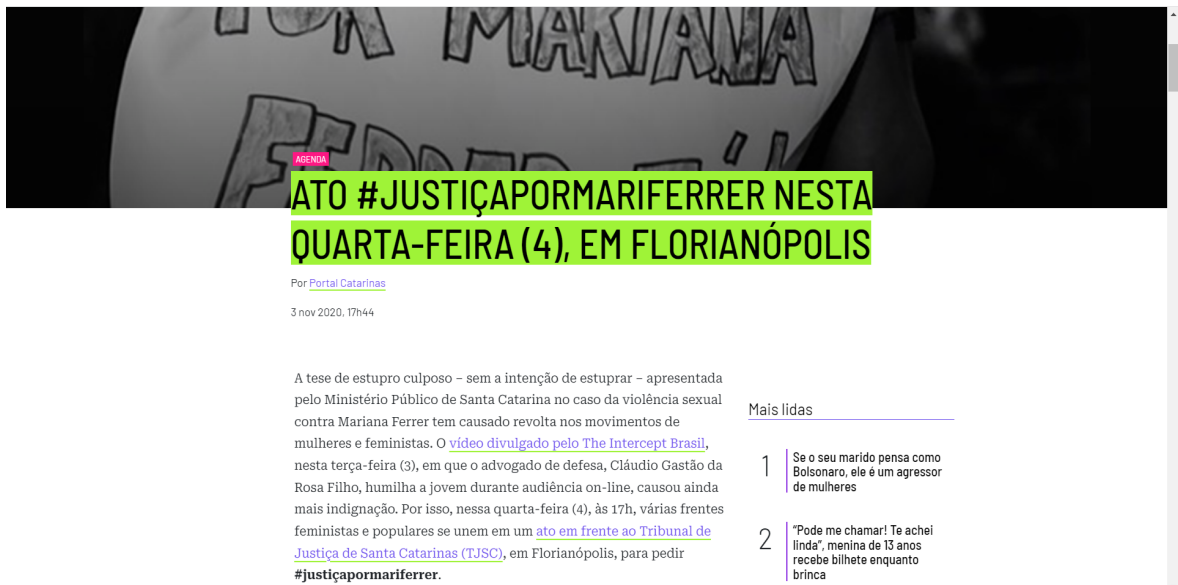 POR MARIANA
FERRER
AGENDA
ATO #JUSTIÇAPORMARIFERRER NESTA
QUARTA-FEIRA (4), EM FLORIANÓPOLIS
Por Portal Catarinas
3 nov 2020, 17h44
A tese de estupro culposo – sem a intenção de estuprar – apresentada
pelo Ministério Público de Santa Catarina no caso da violência sexual
contra Mariana Ferrer tem causado revolta nos movimentos de
mulheres e feministas. O vídeo divulgado pelo The Intercept Brasil,
nesta terça-feira (3), em que o advogado de defesa, Cláudio Gastão da
Rosa Filho, humilha a jovem durante audiência on-line, causou ainda
mais indignação. Por isso, nessa quarta-feira (4), às 17h, várias frentes
feministas e populares se unem em um ato em frente ao Tribunal de
Justiça de Santa Catarinas (TJSC), em Florianópolis, para pedir
#justiçapormariferrer.
Mais lidas
1
Se o seu marido pensa como
Bolsonaro, ele é um agressor
de mulheres
2
“Pode me chamar! Te achei
linda”, menina de 13 anos
recebe bilhete enquanto
brinca